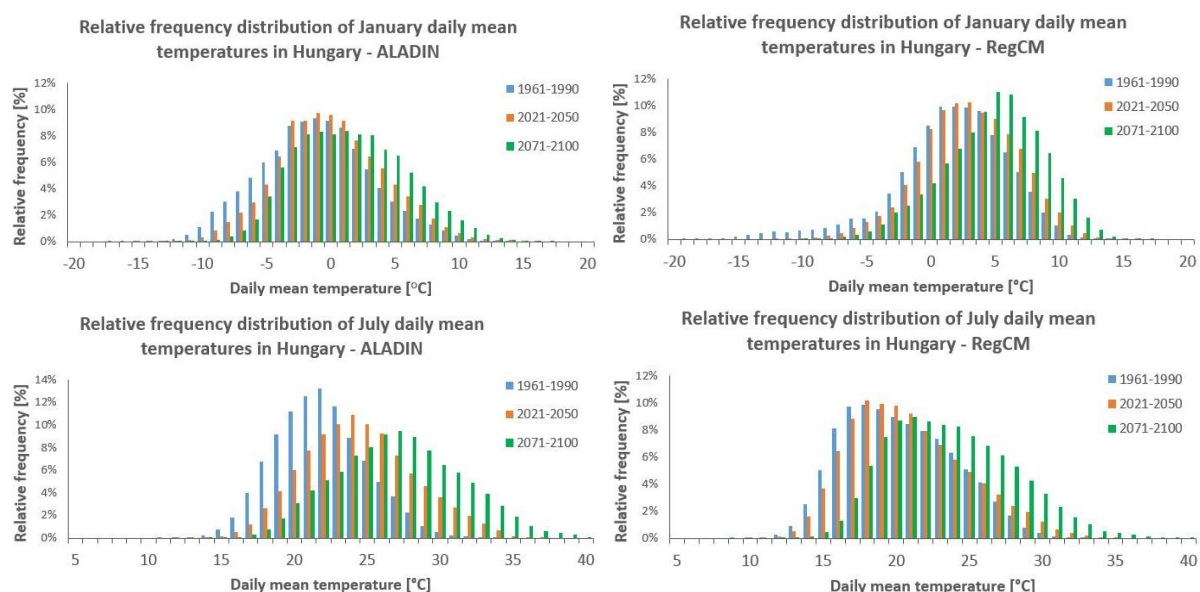 Relative frequency distribution of January daily mean
temperatures in Hungary - ALADIN
Relative frequency [%]
12%
10%
8%
6%
4%
2%
0%
1961-1990
2021-2050
2071-2100
-20 -15 -10 -5 0 5 10 15 20
Daily mean temperature [°C]
Relative frequency distribution of January daily mean
temperatures in Hungary - RegCM
Relative frequency [%]
12%
10%
8%
6%
4%
2%
0%
1961-1990
2021-2050
2071-2100
-20 -15 -10 -5 0 5 10 15 20
Daily mean temperature [°C]
Relative frequency distribution of July daily mean
temperatures in Hungary - ALADIN
Relative frequency [%]
14%
12%
10%
8%
6%
4%
2%
0%
1961-1990
2021-2050
2071-2100
5 10 15 20 25 30 35 40
Daily mean temperature [°C]
Relative frequency distribution of July daily mean
temperatures in Hungary - RegCM
Relative frequency [%]
12%
10%
8%
6%
4%
2%
0%
1961-1990
2021-2050
2071-2100
5 10 15 20 25 30 35 40
Daily mean temperature [°C]